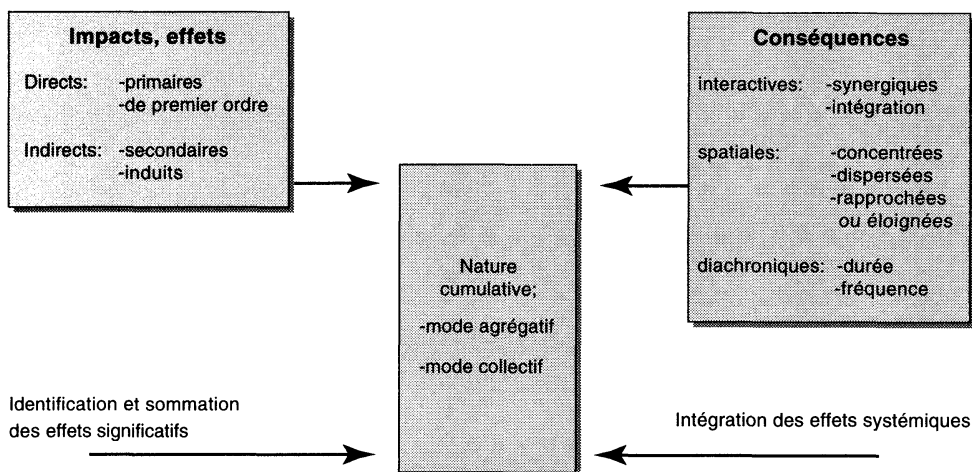 Impacts, effets
Directs: -primaires
-de premier ordre
Indirects: -secondaires
-induits
Conséquences
interactives: -synergiques
-intégration
spatiales: -concentrées
-dispersées
-rapprochées
ou éloignées
diachroniques: -durée
-fréquence
Nature
cumulative;
-mode agrégatif
-mode collectif
Identification et sommation
des effets significatifs
Intégration des effets systémiques